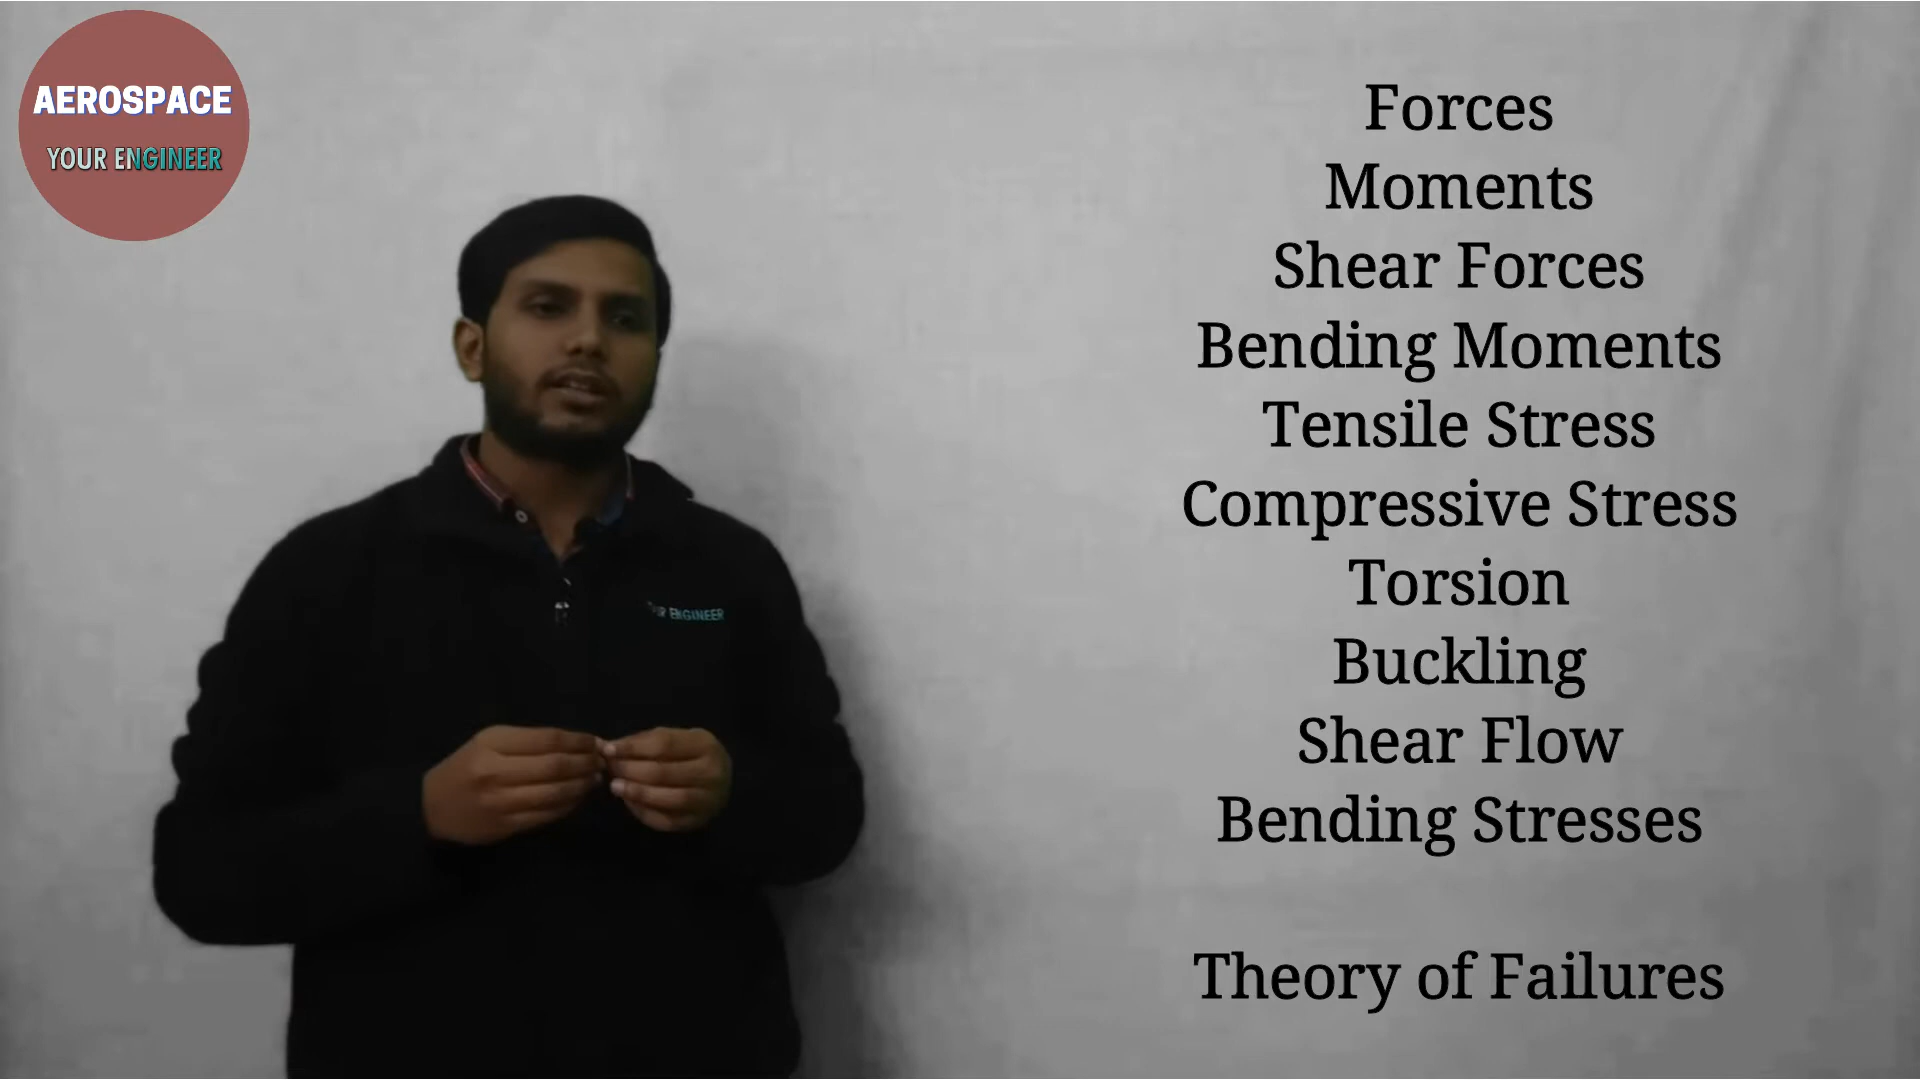 AEROSPACE
YOUR ENGINEER
Forces
Moments
Shear Forces
Bending Moments
Tensile Stress
Compressive Stress
Torsion
Buckling
Shear Flow
Bending Stresses
Theory of Failures
ENGINEER